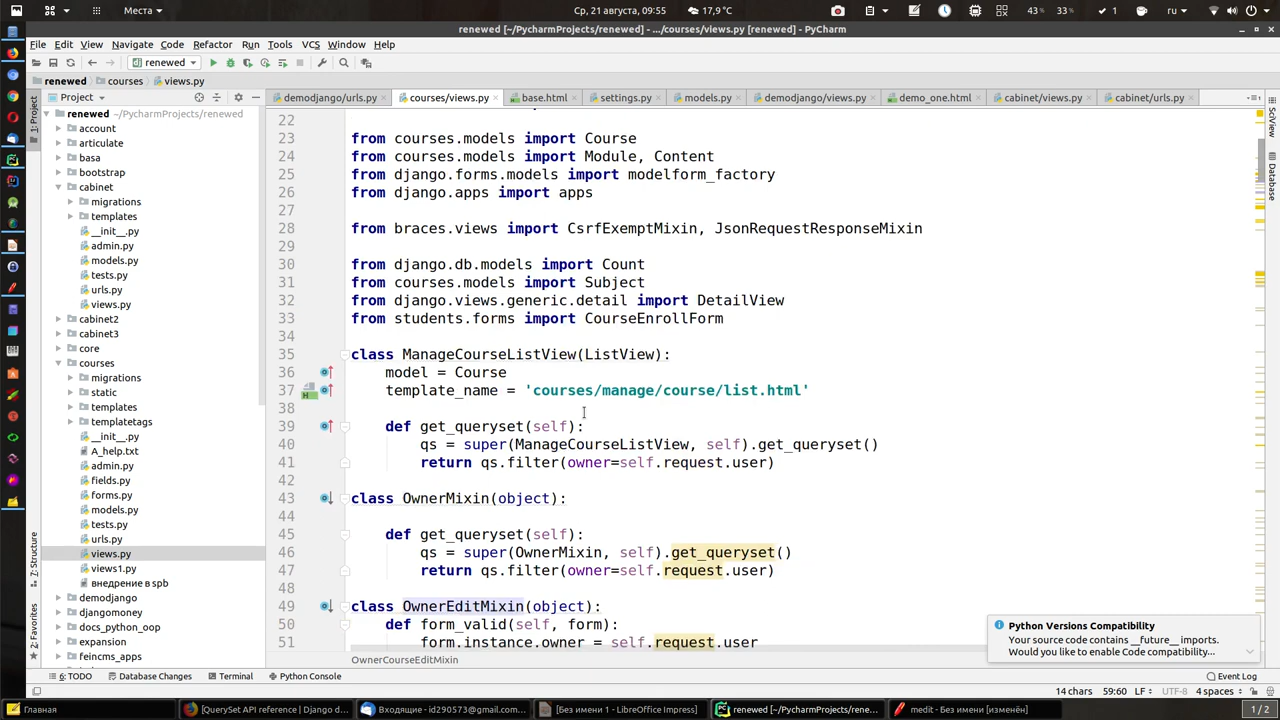 Главная
Места
Ср, 21 августа, 09:55
17,9 °C
43%
33%
1
ru
renewed [~/PycharmProjects/renewed] - .../courses/views.py [renewed] - PyCharm
File Edit View Navigate Code Refactor Run Tools VCS Window Help
renewed
renewed courses views.py
Project
demodjango/urls.py
courses/views.py
base.html
settings.py
models.py
demodjango/views.py
demo_one.html
cabinet/views.py
cabinet/urls.py
1: Project
7: Structure
2: Favorites
SciView
Database
renewed ~/PycharmProjects/renewed
account
articulate
basa
bootstrap
cabinet
migrations
templates
__init__.py
admin.py
models.py
tests.py
urls.py
views.py
cabinet2
cabinet3
core
courses
migrations
static
templates
templatetags
__init__.py
A_help.txt
admin.py
fields.py
forms.py
models.py
tests.py
urls.py
views.py
views1.py
внедрение в spb
demodjango
djangomoney
docs_python_oop
expansion
feincms_apps
22
23 from courses.models import Course
24 from courses.models import Module, Content
25 from django.forms.models import modelform_factory
26 from django.apps import apps
27
28 from braces.views import CsrfExemptMixin, JsonRequestResponseMixin
29
30 from django.db.models import Count
31 from courses.models import Subject
32 from django.views.generic.detail import DetailView
33 from students.forms import CourseEnrollForm
34
35 class ManageCourseListView(ListView):
36 model = Course
37 template_name = 'courses/manage/course/list.html'
38
39 def get_queryset(self):
40 qs = super(ManageCourseListView, self).get_queryset()
41 return qs.filter(owner=self.request.user)
42
43 class OwnerMixin(object):
44
45 def get_queryset(self):
46 qs = super(OwnerMixin, self).get_queryset()
47 return qs.filter(owner=self.request.user)
48
49 class OwnerEditMixin(object):
50 def form_valid(self, form):
51 form.instance.owner = self.request.user
OwnerCourseEditMixin
Python Versions Compatibility
Your source code contains __future__ imports.
Would you like to enable Code compatibility...
6: TODO
Database Changes
Terminal
Python Console
Event Log
14 chars 59:60 LF UTF-8 4 spaces
Главная
[QuerySet API reference | Django d...
Входящие - id290573@gmail.com...
[Без имени 1 - LibreOffice Impress]
renewed [~/PycharmProjects/renewe...
medit - Без имени [изменён]
1 / 2